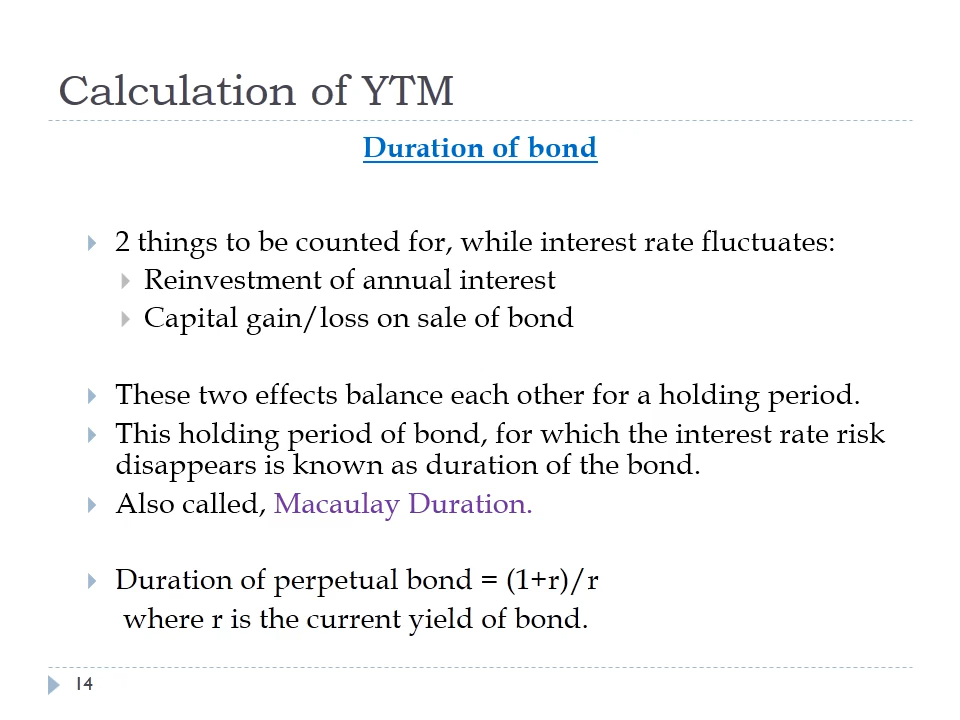 Calculation of YTM
Duration of bond
2 things to be counted for, while interest rate fluctuates:
Reinvestment of annual interest
Capital gain/loss on sale of bond
These two effects balance each other for a holding period.
This holding period of bond, for which the interest rate risk
disappears is known as duration of the bond.
Also called, Macaulay Duration.
Duration of perpetual bond = (1+r)/r
where r is the current yield of bond.
14